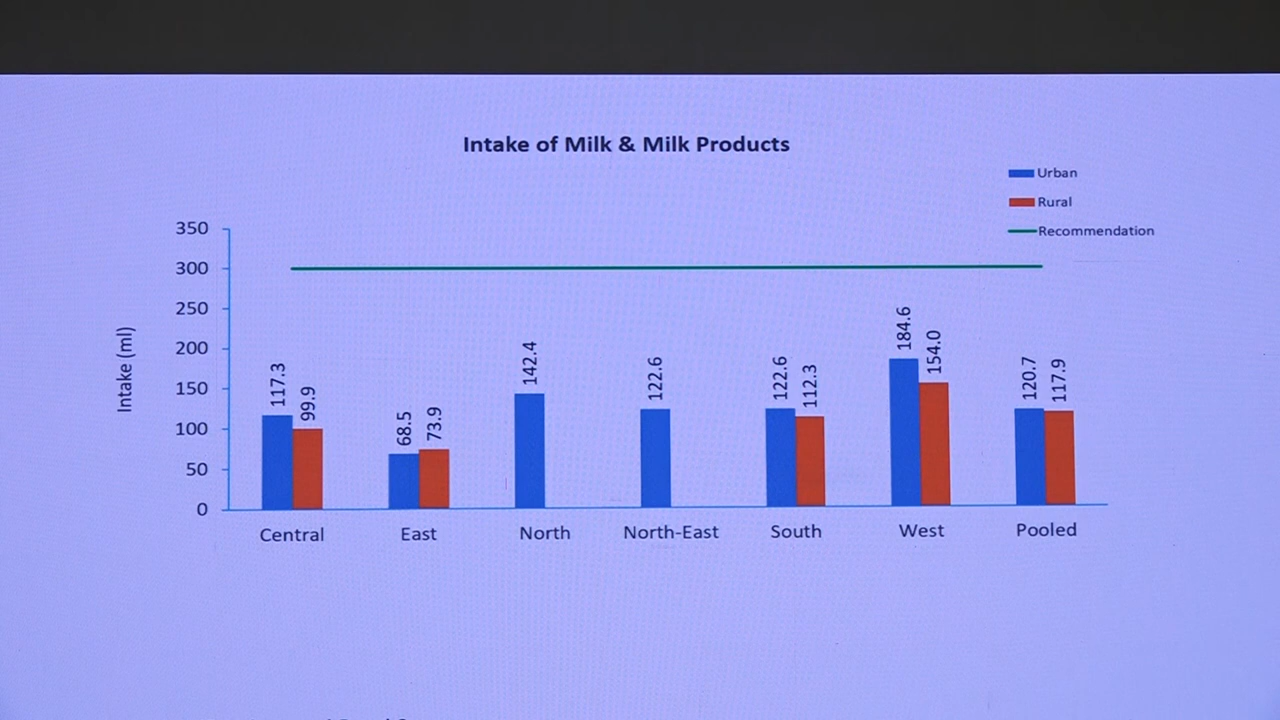 Intake of Milk & Milk Products
Urban
Rural
Recommendation
Intake (ml)
350
300
250
200
150
100
50
0
117.3
99.9
68.5
73.9
142.4
122.6
122.6
112.3
184.6
154.0
120.7
117.9
Central
East
North
North-East
South
West
Pooled